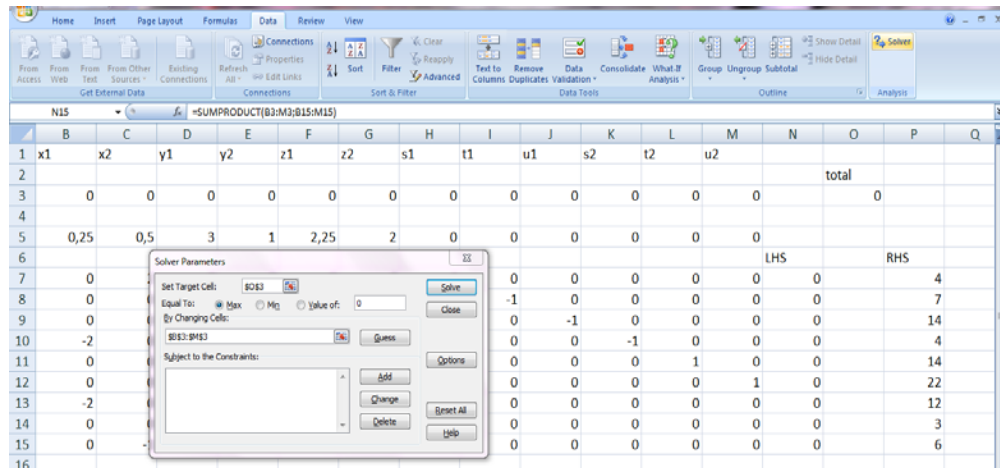 Home Insert Page Layout Formulas Data Review View
From Access From Web From Text From Other Sources Existing Connections Refresh All Connections Properties Edit Links Sort Filter Clear Reapply Advanced Text to Columns Remove Duplicates Data Validation Consolidate What-If Analysis Group Ungroup Subtotal Show Detail Hide Detail Solver
Get External Data Connections Sort & Filter Data Tools Outline Analysis
N15 fx =SUMPRODUCT(B3:M3;B15:M15)
B C D E F G H I J K L M N O P Q
1 x1 x2 y1 y2 z1 z2 s1 t1 u1 s2 t2 u2
2 total
3 0 0 0 0 0 0 0 0 0 0 0 0 0
4
5 0,25 0,5 3 1 2,25 2 0 0 0 0 0 0
6 LHS RHS
7 0 0 0 0 0 0 0 4
8 0 -1 0 0 0 0 0 7
9 0 0 -1 0 0 0 0 14
10 -2 0 0 -1 0 0 0 4
11 0 0 0 0 1 0 0 14
12 0 0 0 0 0 1 0 22
13 -2 0 0 0 0 0 0 12
14 0 0 0 0 0 0 0 3
15 0 0 0 0 0 0 0 6
16
Solver Parameters
Set Target Cell: $O$3 Solve
Equal To: Max Min Value of: 0 Close
By Changing Cells:
$B$3:$M$3 Guess
Subject to the Constraints: Options
Add
Change
Reset All
Delete
Help